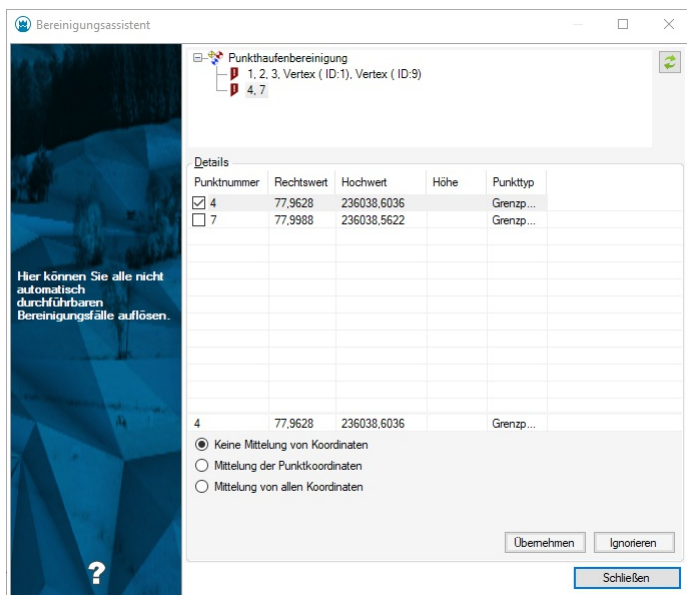 Bereinigungsassistent
Punkthaufenbereinigung
1, 2, 3, Vertex ( ID:1), Vertex ( ID:9)
4, 7
Details
Punktnummer Rechtswert Hochwert Höhe Punkttyp
4 77,9628 236038,6036 Grenzp...
7 77,9988 236038,5622 Grenzp...
Hier können Sie alle nicht
automatisch
durchführbaren
Bereinigungsfälle auflösen.
4 77,9628 236038,6036 Grenzp...
Keine Mittelung von Koordinaten
Mittelung der Punktkoordinaten
Mittelung von allen Koordinaten
Übernehmen Ignorieren
?
Schließen